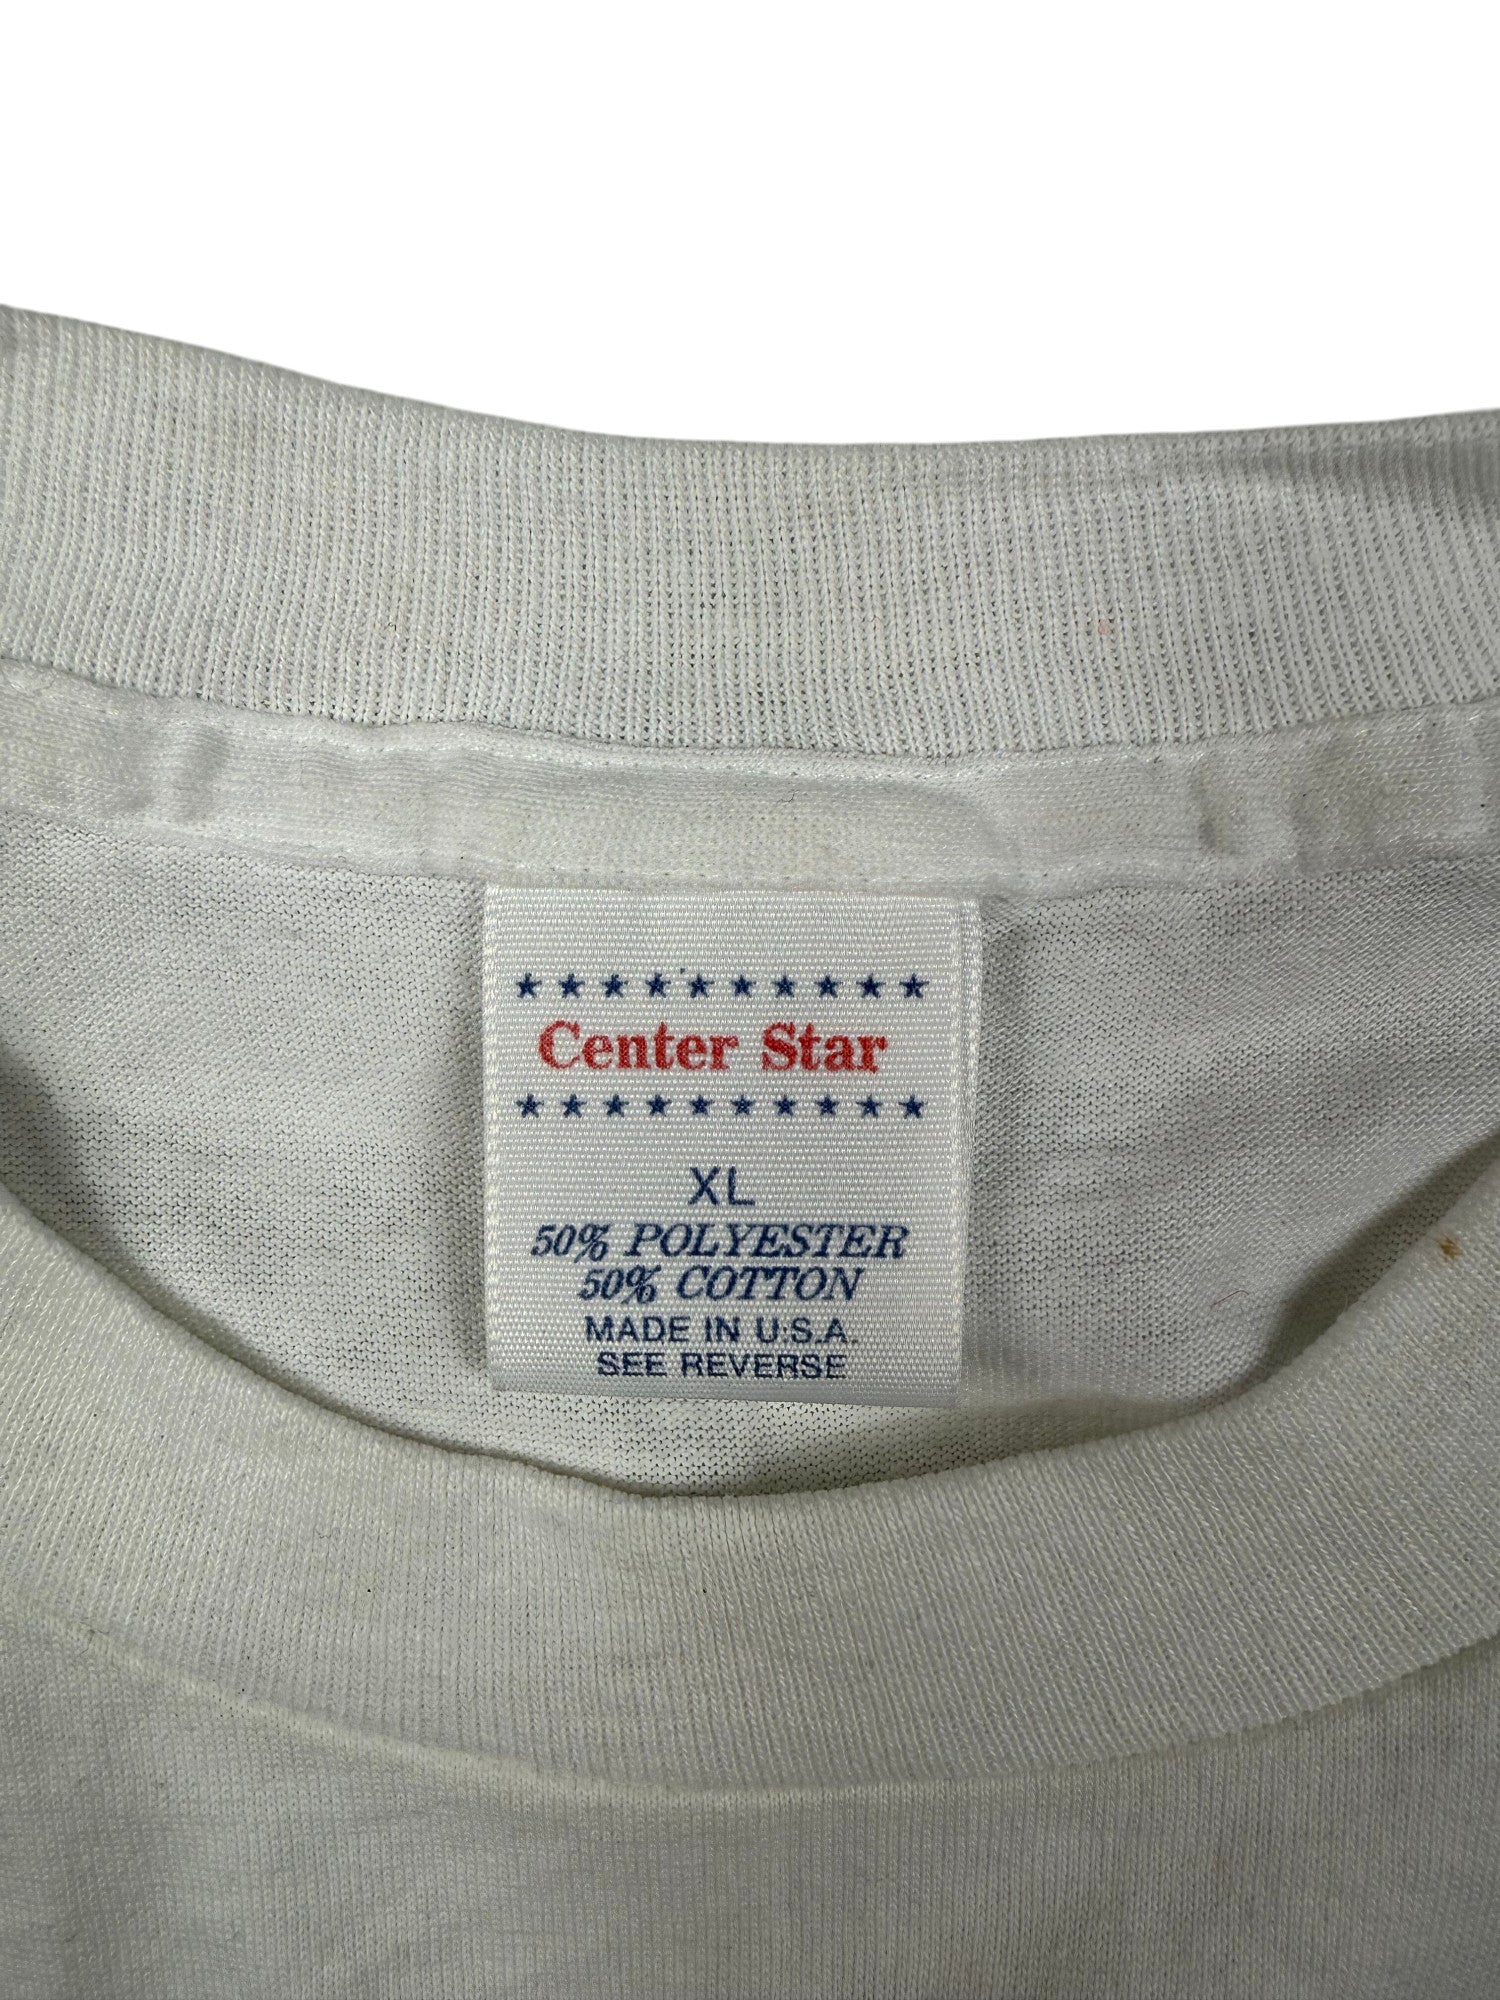 Center Star
XL
50% POLYESTER
50% COTTON
MADE IN U.S.A.
SEE REVERSE